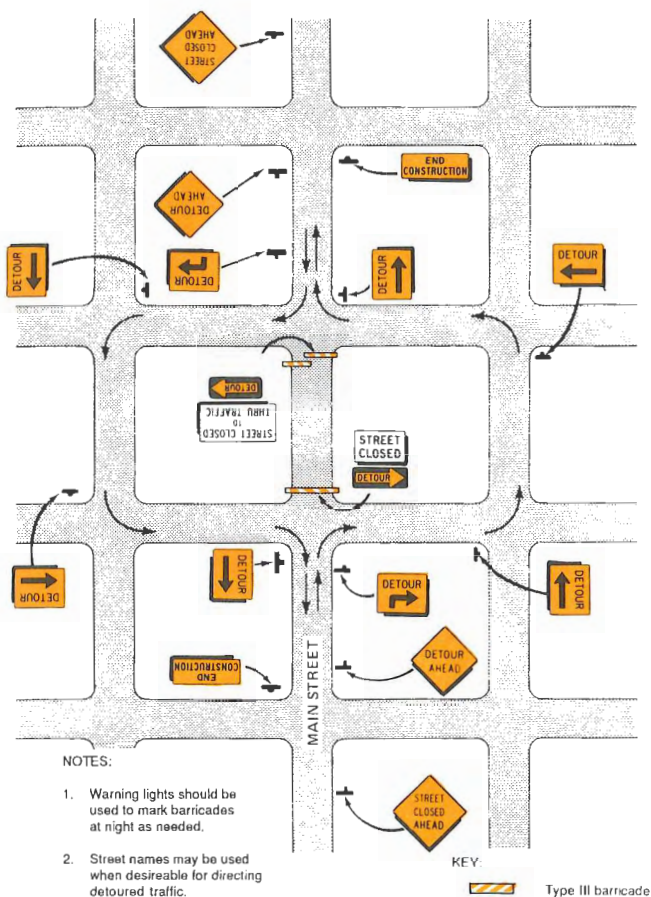 STREET
CLOSED
AHEAD
END
CONSTRUCTION
DETOUR
AHEAD
DETOUR
DETOUR
DETOUR
DETOUR
DETOUR
STREET CLOSED
TO
THRU TRAFFIC
STREET
CLOSED
DETOUR
DETOUR
DETOUR
DETOUR
DETOUR
END
CONSTRUCTION
DETOUR
AHEAD
MAIN STREET
STREET
CLOSED
AHEAD
NOTES:
1. Warning lights should be
used to mark barricades
at night as needed.
2. Street names may be used
when desireable for directing
detoured traffic.
KEY:
Type III barricade